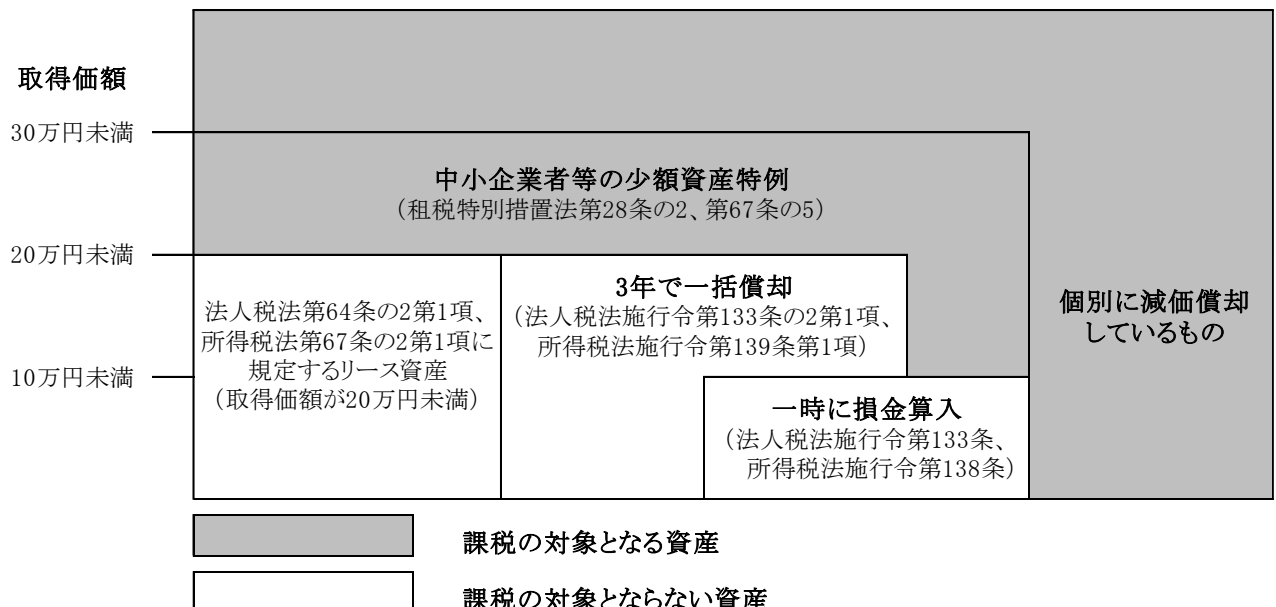 取得価額
30万円未満
中小企業者等の少額資産特例
（租税特別措置法第28条の2、第67条の5）
20万円未満
法人税法第64条の2第1項、
所得税法第67条の2第1項に
規定するリース資産
（取得価額が20万円未満）
3年で一括償却
（法人税法施行令第133条の2第1項、
所得税法施行令第139条第1項）
個別に減価償却
しているもの
10万円未満
一時に損金算入
（法人税法施行令第133条、
所得税法施行令第138条）
課税の対象となる資産
課税の対象とならない資産